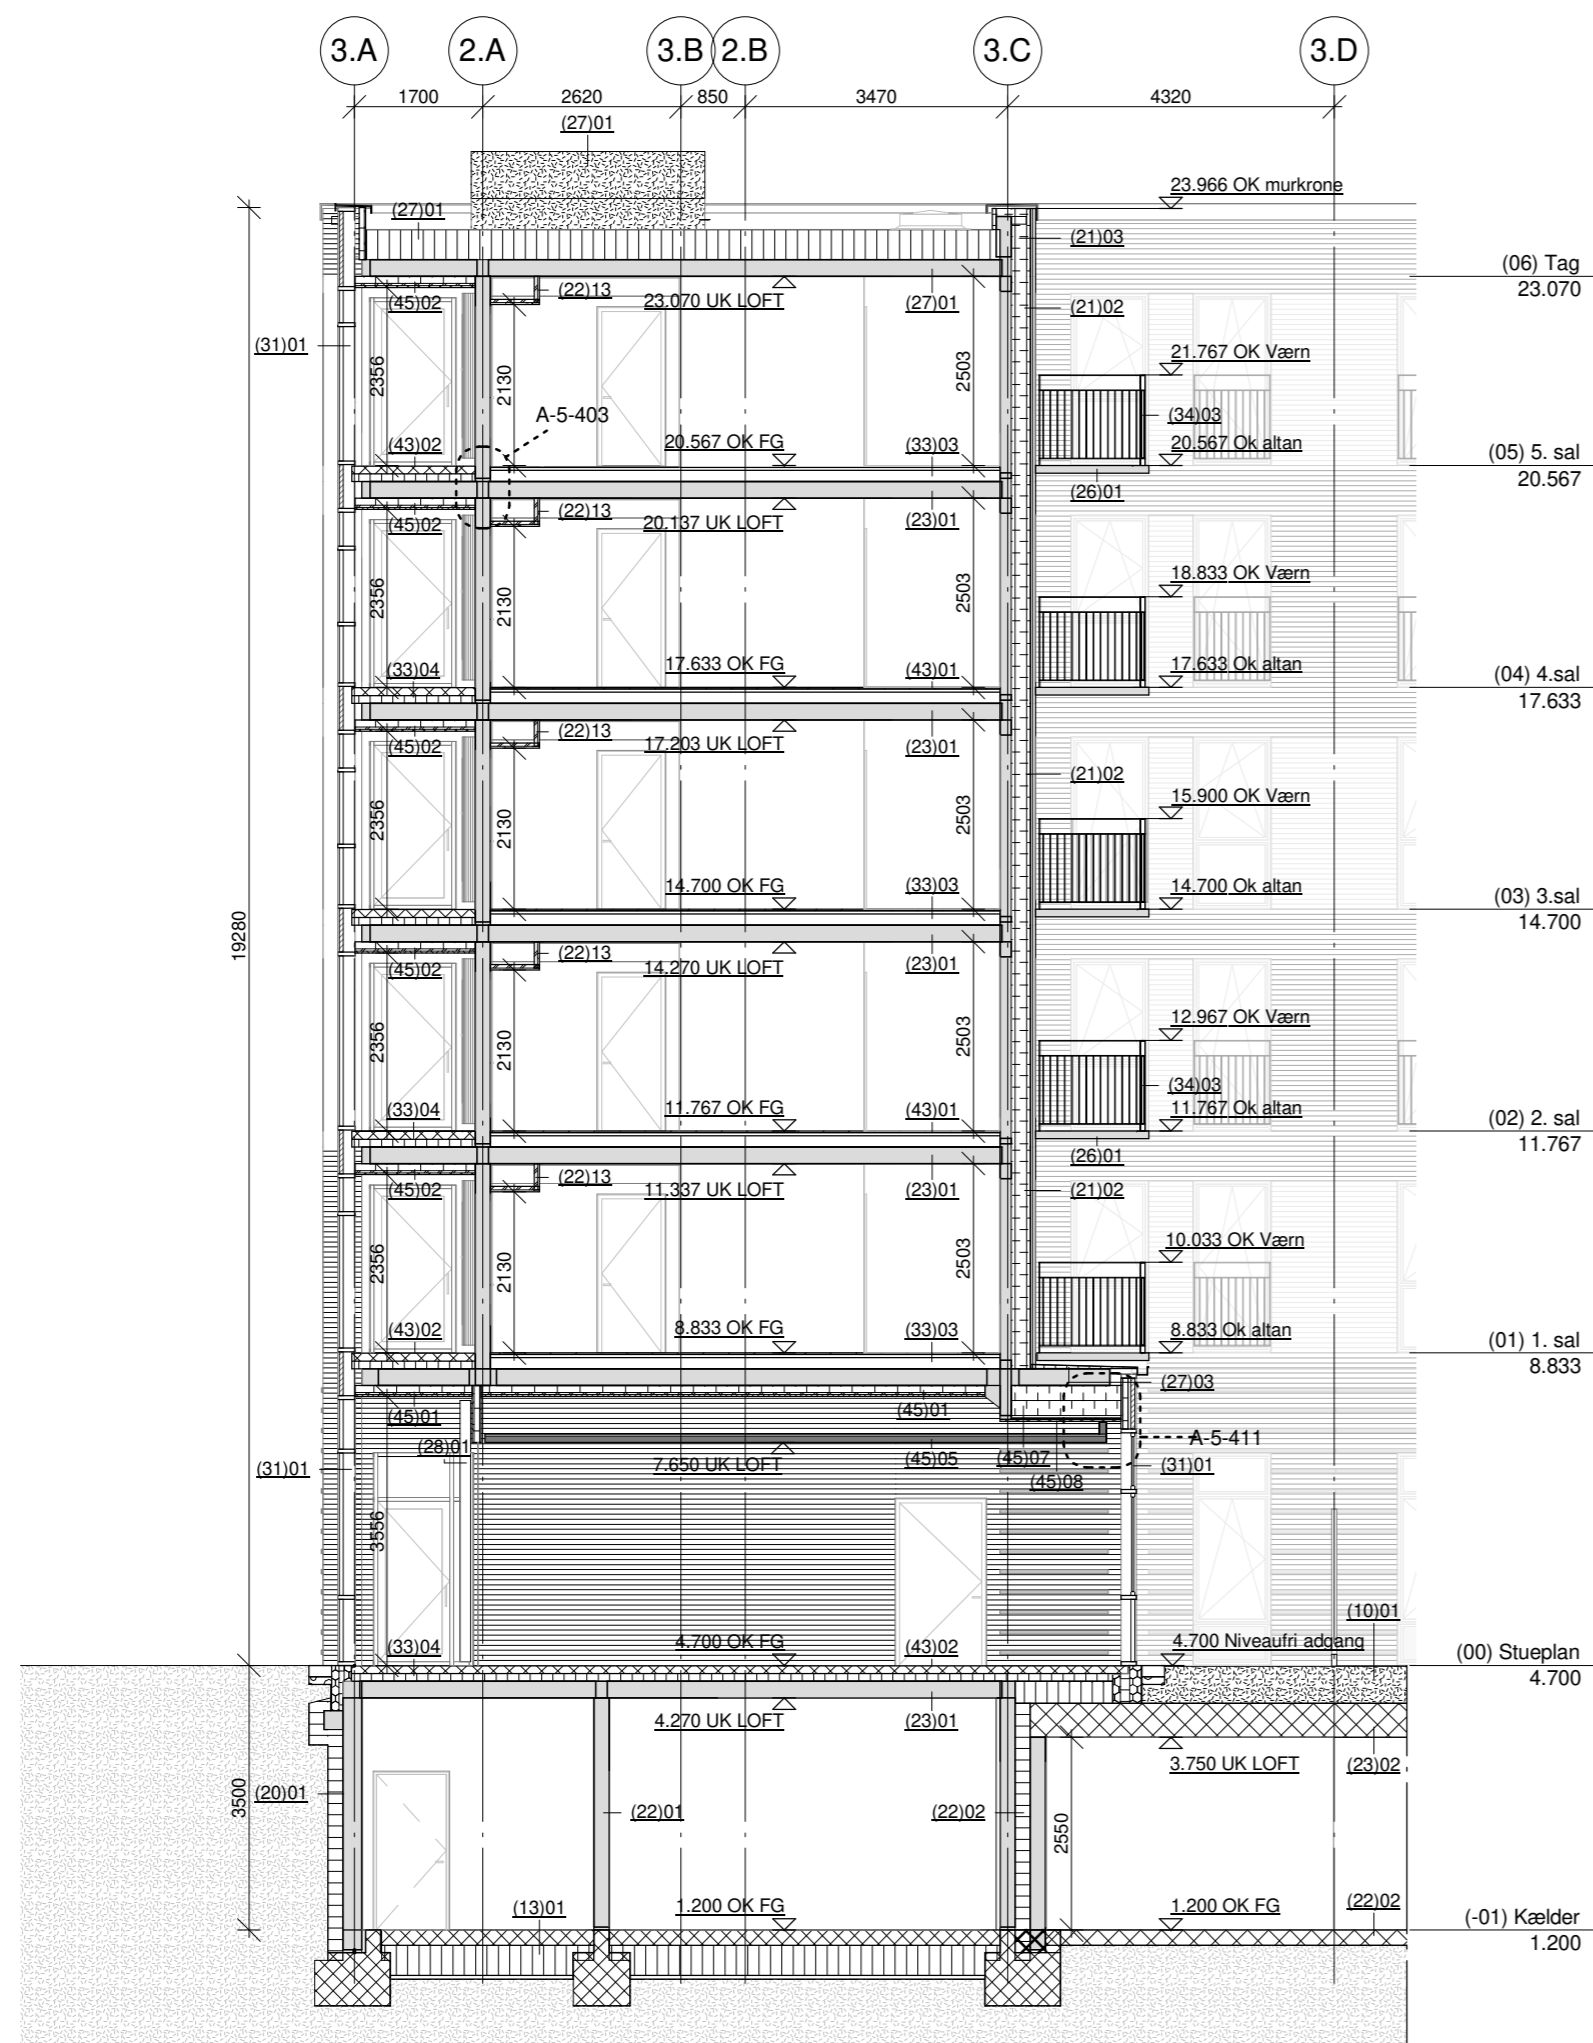 3.A 2.A 3.B 2.B 3.C 3.D
1700 2620 850 3470 4320
(27)01
23.966 OK murkrone
(27)01
(21)03
(06) Tag
23.070
(45)02 (22)13 23.070 UK LOFT (27)01 (21)02
(31)01
21.767 OK Værn
2356 2130 2503
A-5-403
(34)03
(43)02 20.567 OK FG (33)03 20.567 Ok altan
(05) 5. sal
20.567
(26)01
(45)02 (22)13 20.137 UK LOFT (23)01
18.833 OK Værn
2356 2130 2503
(33)04 17.633 OK FG (43)01 17.633 Ok altan
(04) 4.sal
17.633
(45)02 (22)13 17.203 UK LOFT (23)01 (21)02
15.900 OK Værn
2356 2130 2503
14.700 OK FG (33)03 14.700 Ok altan
(03) 3.sal
14.700
19280
(45)02 (22)13 14.270 UK LOFT (23)01
12.967 OK Værn
2356 2130 2503
(34)03
(33)04 11.767 OK FG (43)01 11.767 Ok altan
(02) 2. sal
11.767
(26)01
(45)02 (22)13 11.337 UK LOFT (23)01 (21)02
10.033 OK Værn
2356 2130 2503
(43)02 8.833 OK FG (33)03 8.833 Ok altan
(01) 1. sal
8.833
(27)03
(45)01 (45)01
A-5-411
(28)01
(31)01 7.650 UK LOFT (45)05 (45)07 (31)01
(45)08
3556
(10)01
(33)04 4.700 OK FG (43)02 4.700 Niveaufri adgang
(00) Stueplan
4.700
4.270 UK LOFT (23)01
3.750 UK LOFT (23)02
3500
(20)01 (22)01 (22)02
2550
(13)01 1.200 OK FG 1.200 OK FG (22)02
(-01) Kælder
1.200